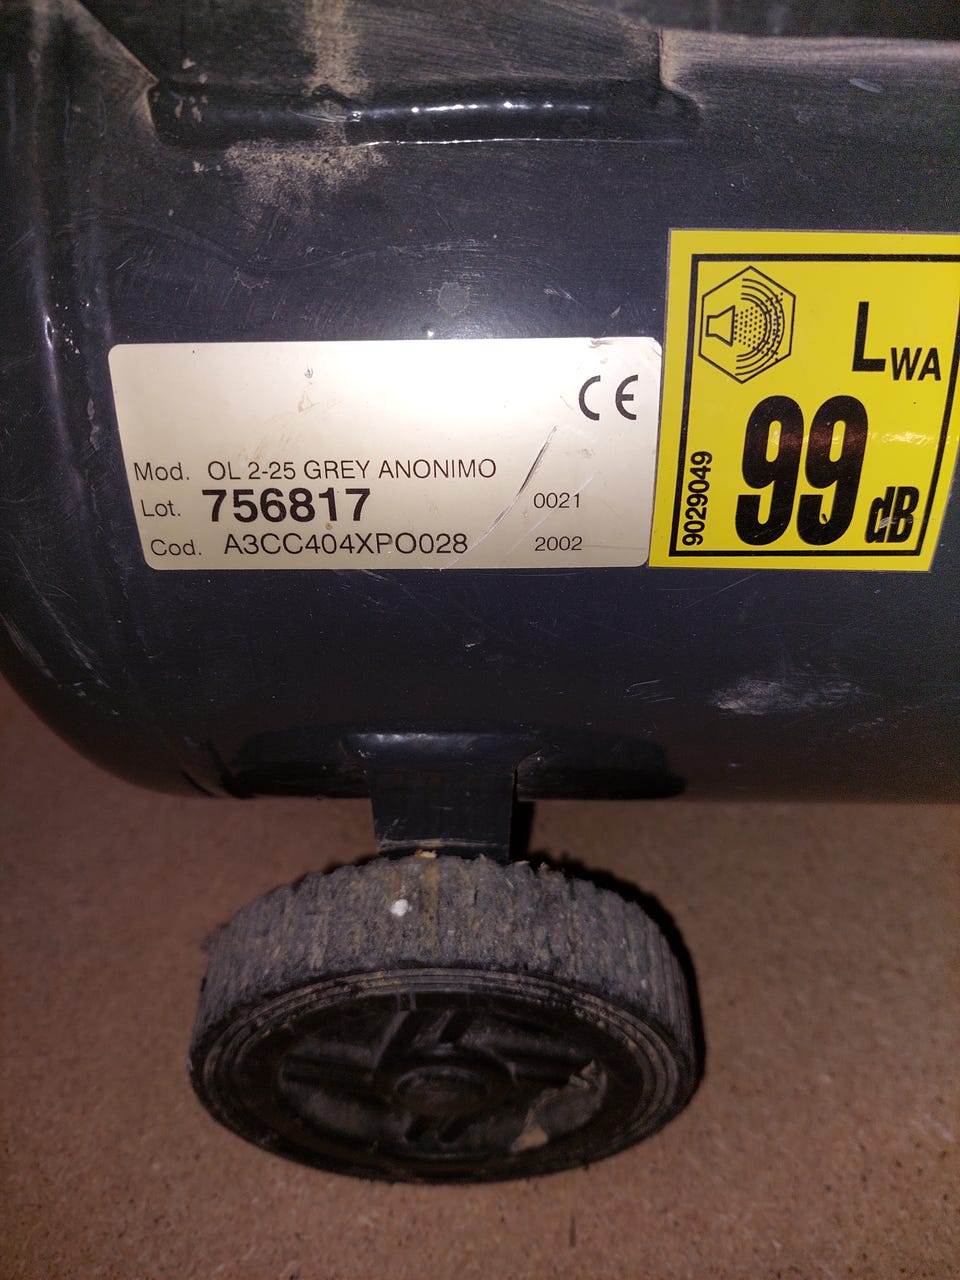 CE
Mod. OL 2-25 GREY ANONIMO
Lot. 756817 0021
Cod. A3CC404XPO028 2002
LWA
99 dB
9029049